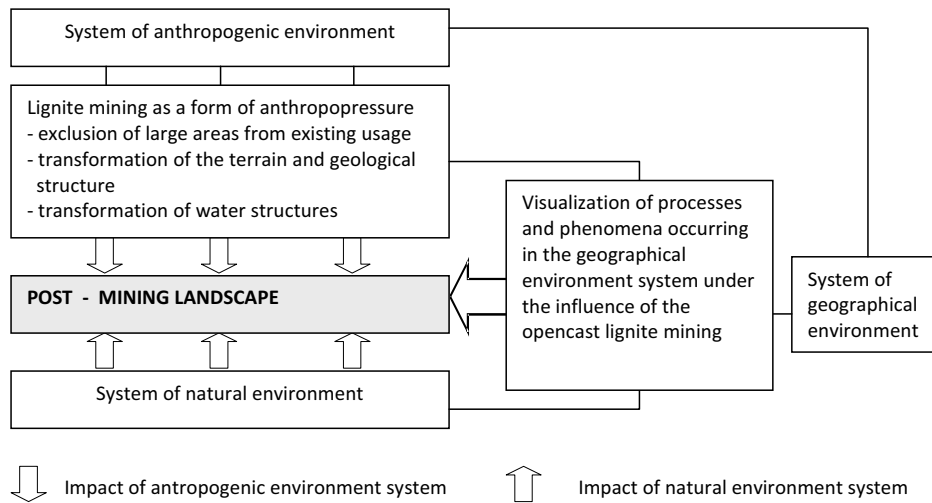 System of anthropogenic environment
Lignite mining as a form of anthropopressure
- exclusion of large areas from existing usage
- transformation of the terrain and geological
structure
- transformation of water structures
Visualization of processes
and phenomena occurring
in the geographical
environment system under
the influence of the
opencast lignite mining
System of
geographical
environment
POST - MINING LANDSCAPE
System of natural environment
Impact of antropogenic environment system
Impact of natural environment system